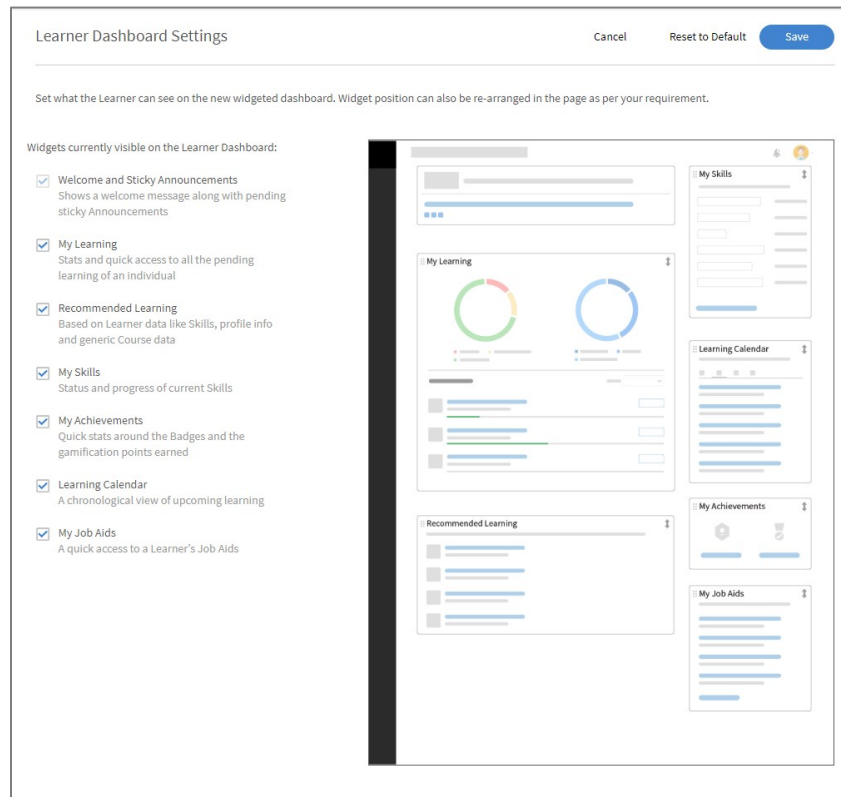 Learner Dashboard Settings
Cancel
Reset to Default
Save
Set what the Learner can see on the new widgeted dashboard. Widget position can also be re-arranged in the page as per your requirement.
Widgets currently visible on the Learner Dashboard:
Welcome and Sticky Announcements
Shows a welcome message along with pending
sticky Announcements
My Learning
Stats and quick access to all the pending
learning of an individual
Recommended Learning
Based on Learner data like Skills, profile info
and generic Course data
My Skills
Status and progress of current Skills
My Achievements
Quick stats around the Badges and the
gamification points earned
Learning Calendar
A chronological view of upcoming learning
My Job Aids
A quick access to a Learner's Job Aids
My Learning
Recommended Learning
My Skills
Learning Calendar
My Achievements
My Job Aids